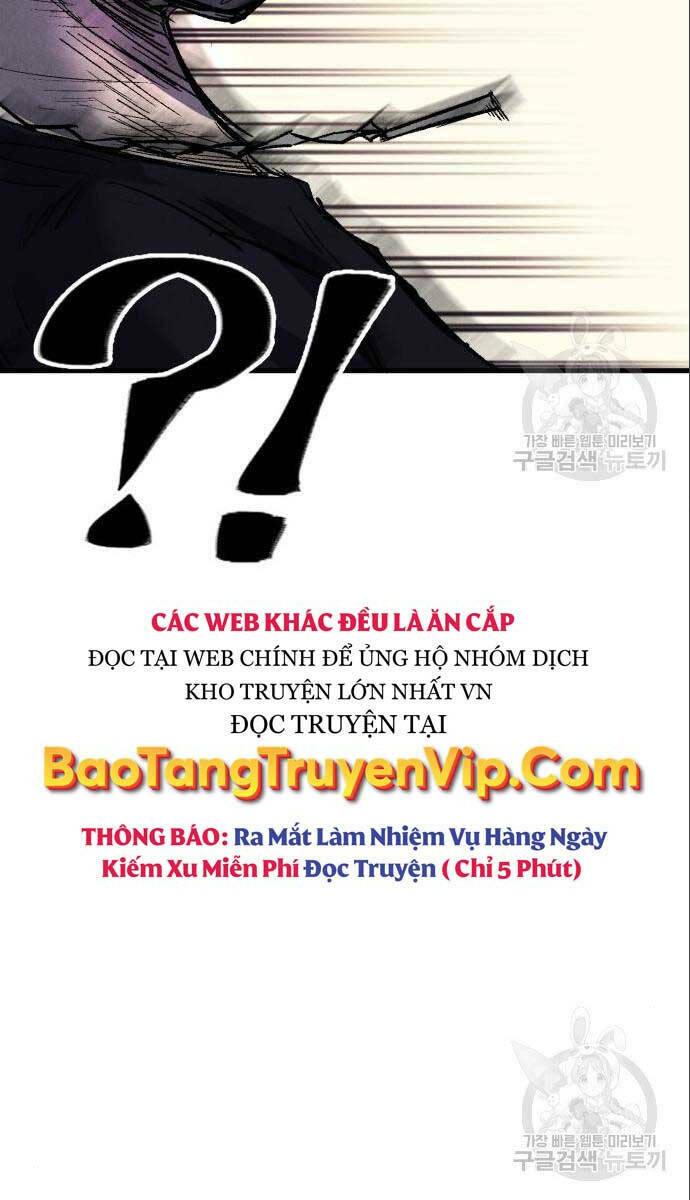 ?!
가장 빠른 웹툰 미리보기
구글검색 뉴토끼
CÁC WEB KHÁC ĐỀU LÀ ĂN CẮP
ĐỌC TẠI WEB CHÍNH ĐỂ ỦNG HỘ NHÓM DỊCH
KHO TRUYỆN LỚN NHẤT VN
ĐỌC TRUYỆN TẠI
BaoTangTruyenVip.Com
THÔNG BÁO: Ra Mắt Làm Nhiệm Vụ Hàng Ngày
Kiếm Xu Miễn Phí Đọc Truyện ( Chỉ 5 Phút)
가장 빠른 웹툰 미리보기
구글검색 뉴토끼